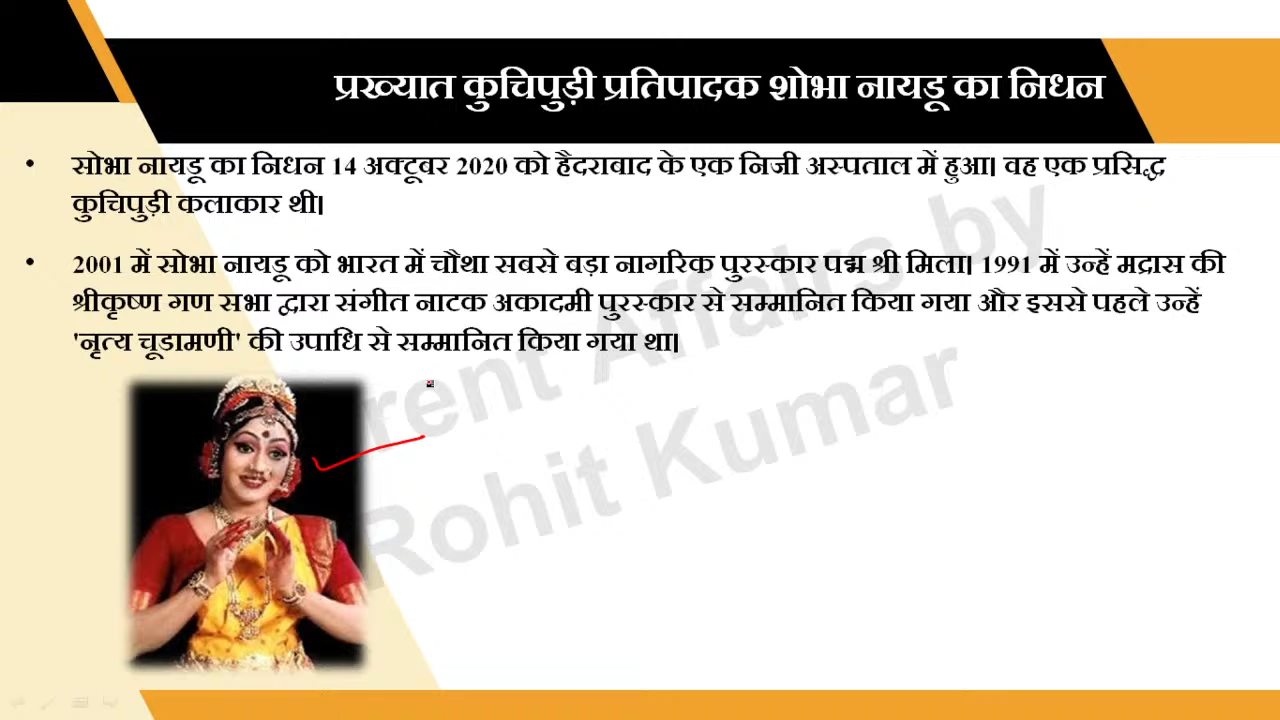 प्रख्यात कुचिपुड़ी प्रतिपादक शोभा नायडू का निधन
• सोभा नायडू का निधन 14 अक्टूबर 2020 को हैदराबाद के एक निजी अस्पताल में हुआ। वह एक प्रसिद्ध
कुचिपुड़ी कलाकार थी।
• 2001 में सोभा नायडू को भारत में चौथा सबसे बड़ा नागरिक पुरस्कार पद्म श्री मिला। 1991 में उन्हें मद्रास की
श्रीकृष्ण गण सभा द्वारा संगीत नाटक अकादमी पुरस्कार से सम्मानित किया गया और इससे पहले उन्हें
'नृत्य चूडामणी' की उपाधि से सम्मानित किया गया था।
rent Affairs by
Rohit Kumar